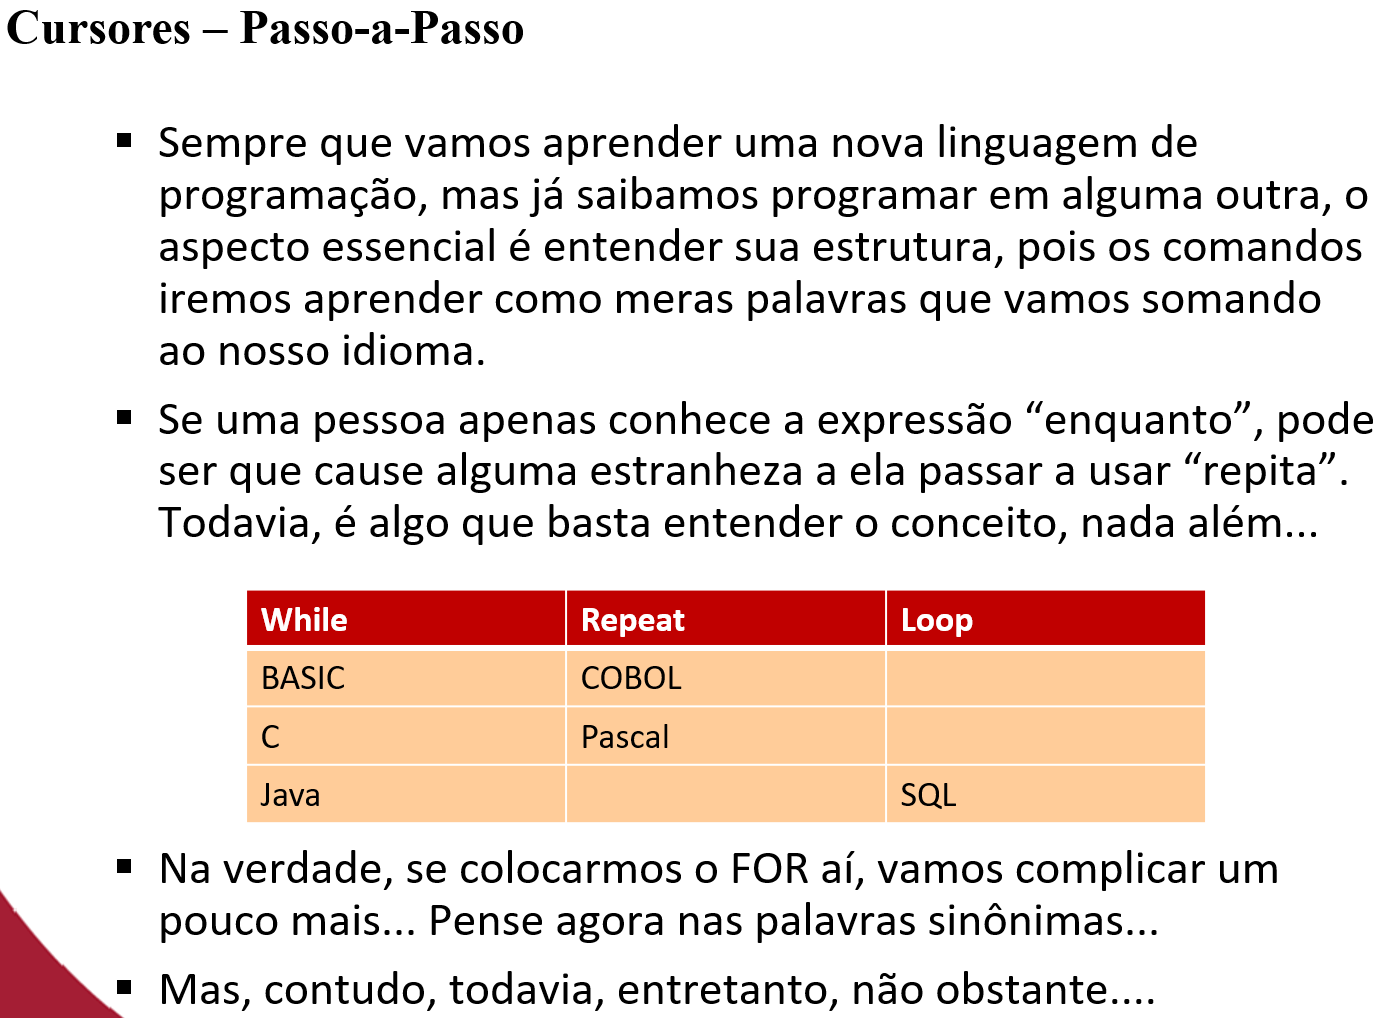 Cursores – Passo-a-Passo
▪ Sempre que vamos aprender uma nova linguagem de
programação, mas já saibamos programar em alguma outra, o
aspecto essencial é entender sua estrutura, pois os comandos
iremos aprender como meras palavras que vamos somando
ao nosso idioma.
▪ Se uma pessoa apenas conhece a expressão “enquanto”, pode
ser que cause alguma estranheza a ela passar a usar “repita”.
Todavia, é algo que basta entender o conceito, nada além...
While Repeat Loop
BASIC COBOL
C Pascal
Java SQL
▪ Na verdade, se colocarmos o FOR aí, vamos complicar um
pouco mais... Pense agora nas palavras sinônimas...
▪ Mas, contudo, todavia, entretanto, não obstante....